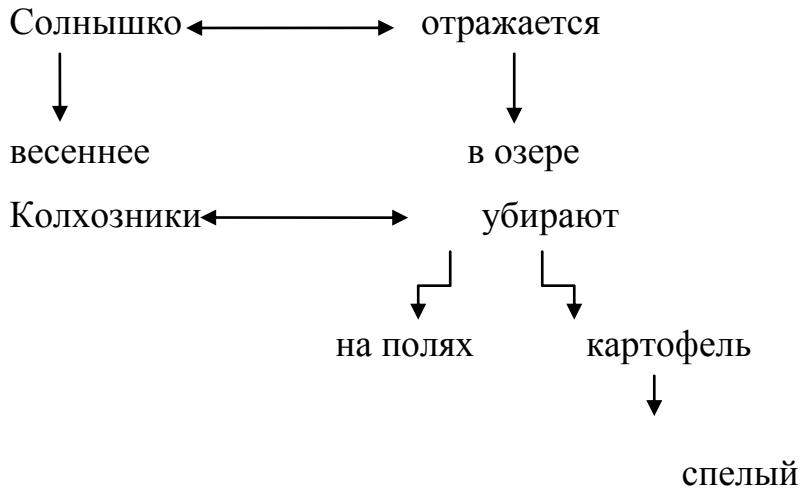 Солнышко отражается
весеннее в озере
Колхозники убирают
на полях картофель
спелый